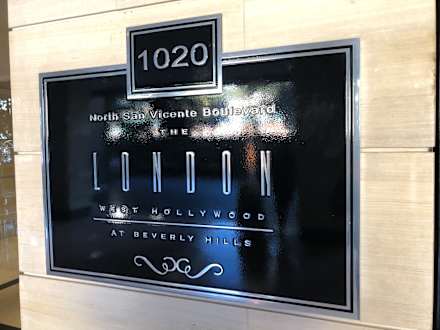 1020
North San Vicente Boulevard
THE
LONDON
WEST HOLLYWOOD
AT BEVERLY HILLS